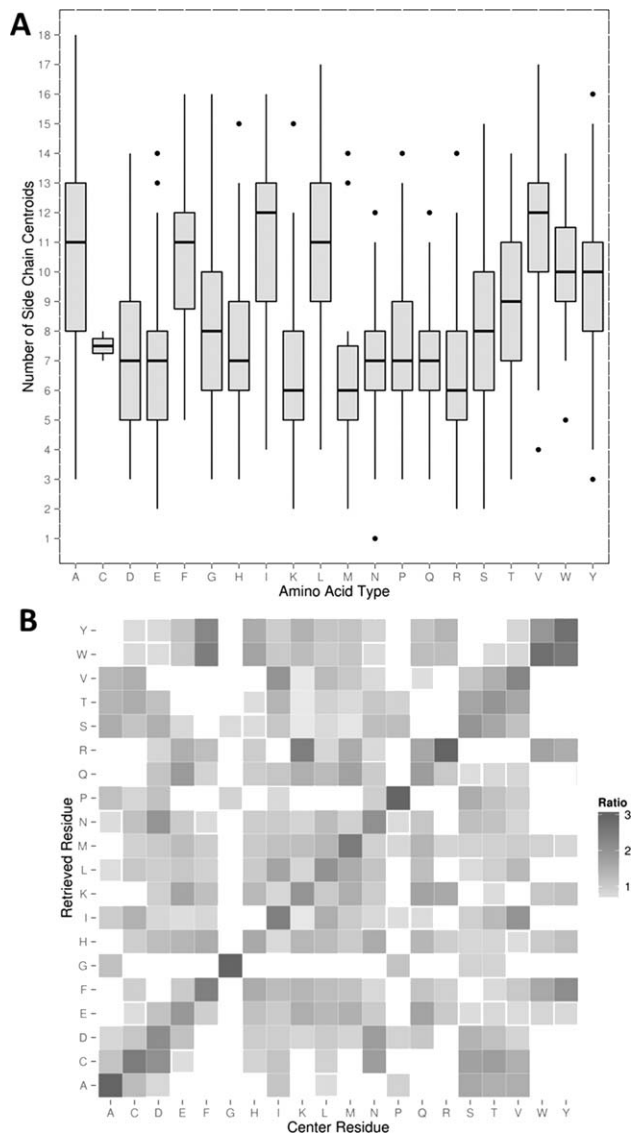 A
Number of Side Chain Centroids
18
17
16
15
14
13
12
11
10
9
8
7
6
5
4
3
2
1
A C D E F G H I K L M N P Q R S T V W Y
Amino Acid Type
B
Retrieved Residue
Y
W
V
T
S
R
Q
P
N
M
L
K
I
H
G
F
E
D
C
A
A C D E F G H I K L M N P Q R S T V W Y
Center Residue
Ratio
3
2
1